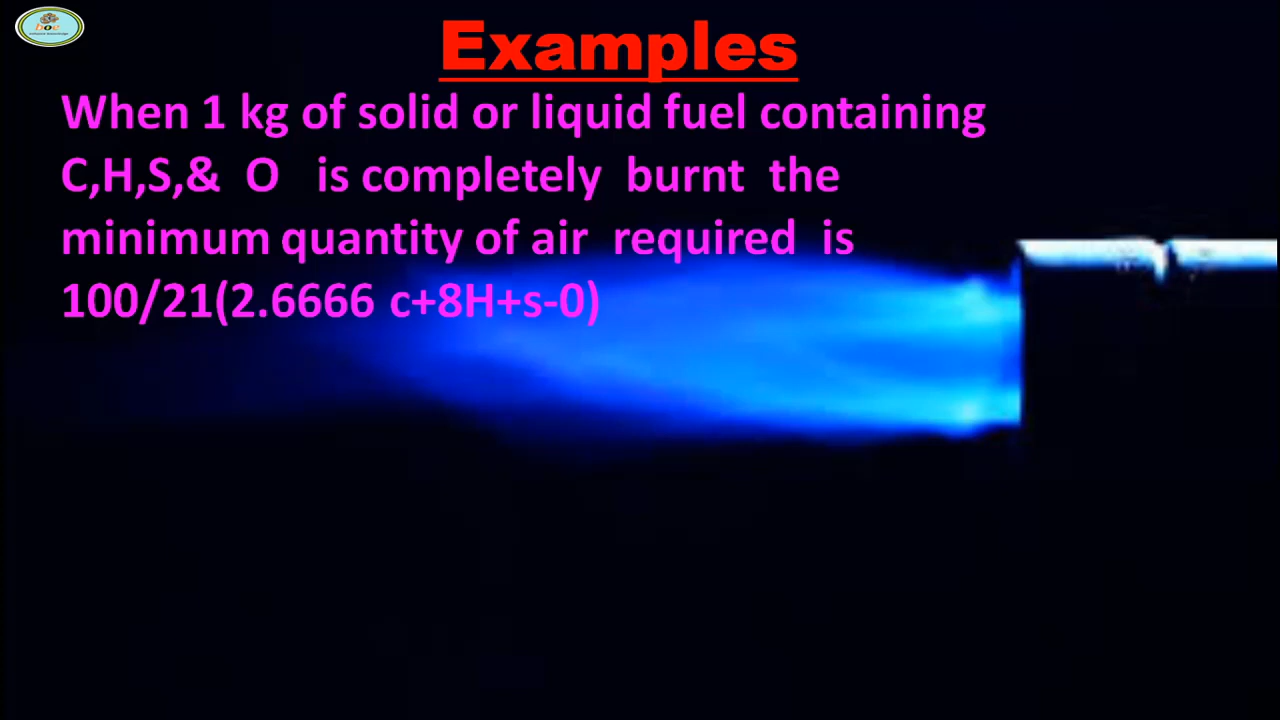 Examples
When 1 kg of solid or liquid fuel containing
C,H,S,& O is completely burnt the
minimum quantity of air required is
100/21(2.6666 c+8H+s-0)